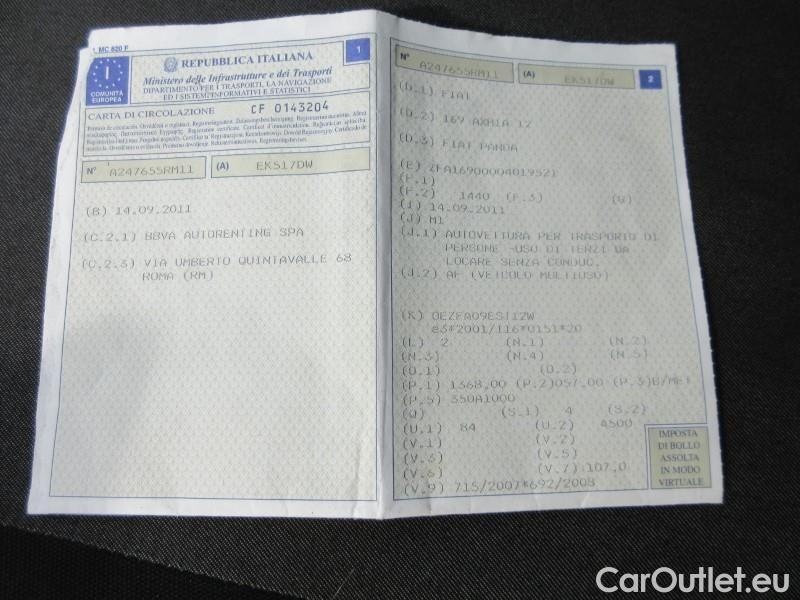 MC 820 F
REPUBBLICA ITALIANA
1
Ministero delle Infrastrutture e dei Trasporti
DIPARTIMENTO PER I TRASPORTI, LA NAVIGAZIONE
ED I SISTEMI INFORMATIVI E STATISTICI
I
COMUNITÀ
EUROPEA
CARTA DI CIRCOLAZIONE CF 0143204
N° A247655RM11 (A) EK517DW
(B) 14.09.2011
(C.2.1) BBVA AUTORENTING SPA
(C.2.3) VIA UMBERTO QUINTAVALLE 68
ROMA (RM)
N° A247655RM11 (A) EK517DW 2
(D.1) FIAT
(D.2) 169 AXH1A 12
(D.3) FIAT PANDA
(E) ZFA16900004019521
(F.1)
(F.2) 1440 (F.3) (G)
(I) 14.09.2011
(J) M1
(J.1) AUTOVETTURA PER TRASPORTO DI
PERSONE -USO DI TERZI DA
LOCARE SENZA CONDUC.
(J.2) AF (VEICOLO MULTIUSO)
(K) OEZFA09EST12W
e3*2001/116*0151*20
(L) 2 (N.1) (N.2)
(N.3) (N.4) (N.5)
(O.1) (O.2)
(P.1) 1368,00 (P.2)057,00 (P.3)B/MET
(P.5) 350A1000
(Q) (S.1) 4 (S.2)
(U.1) 84 (U.2) 4500
(V.1) (V.2)
(V.3) (V.5)
(V.6) (V.7) 107,0
(V.9) 715/2007*692/2008
IMPOSTA
DI BOLLO
ASSOLTA
IN MODO
VIRTUALE
CarOutlet.eu